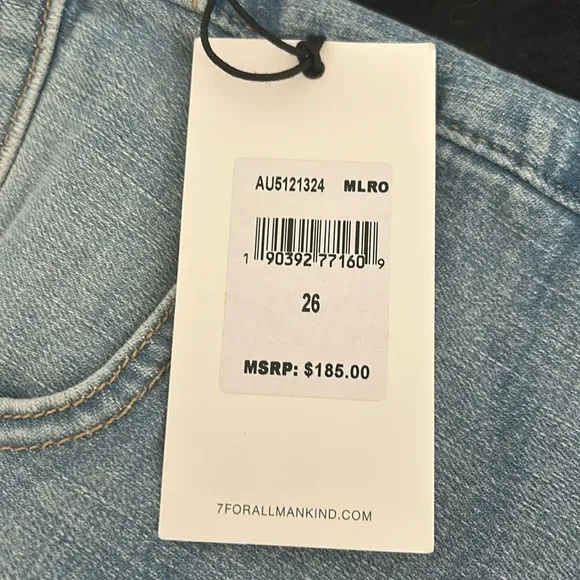 AU5121324 MLRO
1 90392 77160 9
26
MSRP: $185.00
7FORALLMANKIND.COM